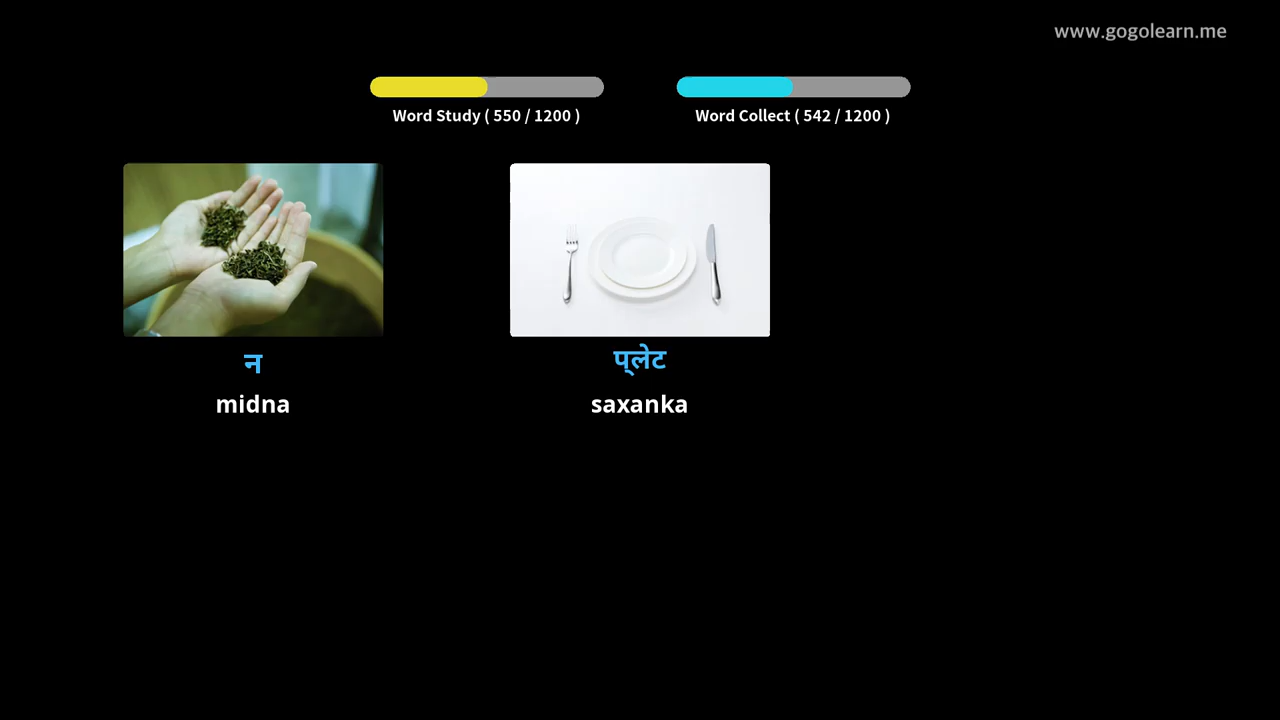 www.gogolearn.me
Word Study ( 550 / 1200 )
Word Collect ( 542 / 1200 )
न
midna
प्लेट
saxanka